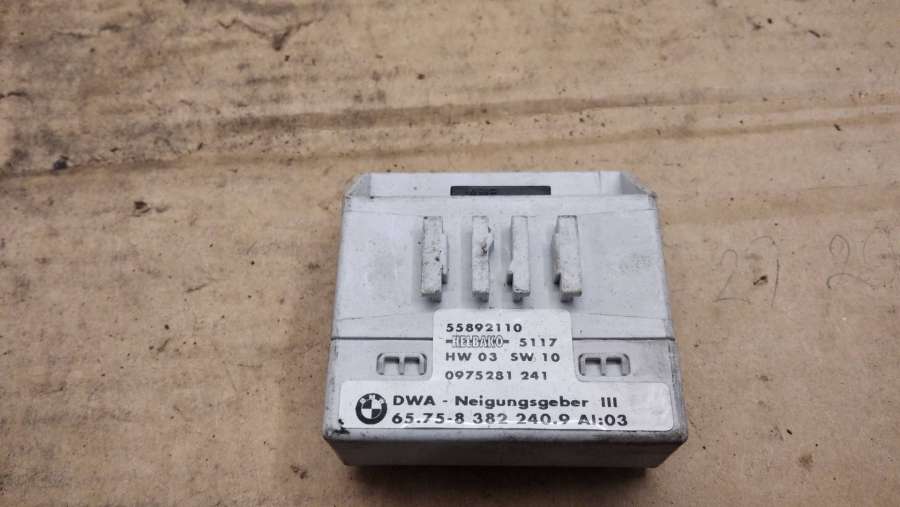 55892110
HELBAKO 5117
HW 03 SW 10
0975281 241
BMW
DWA - Neigungsgeber III
65.75-8 382 240.9 AI:03